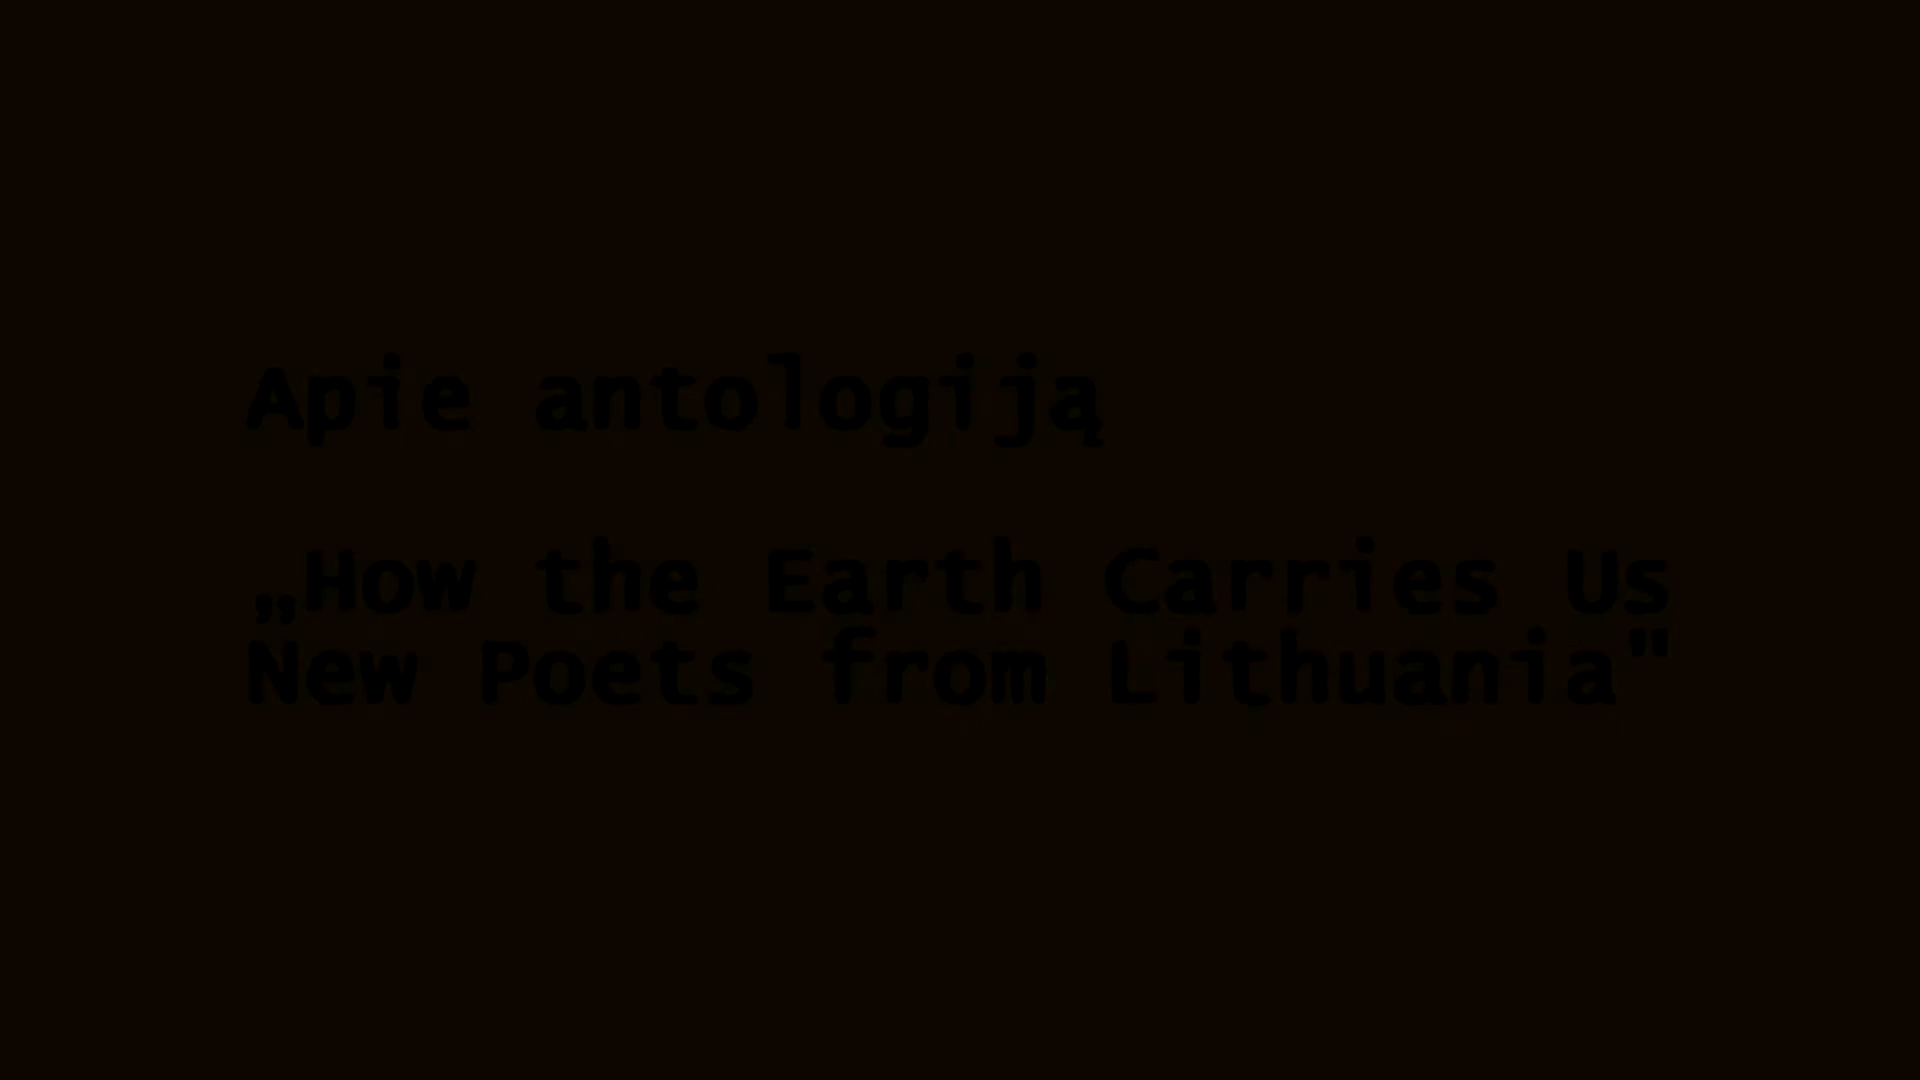 Apie antologiją
„How the Earth Carries Us
New Poets from Lithuania"